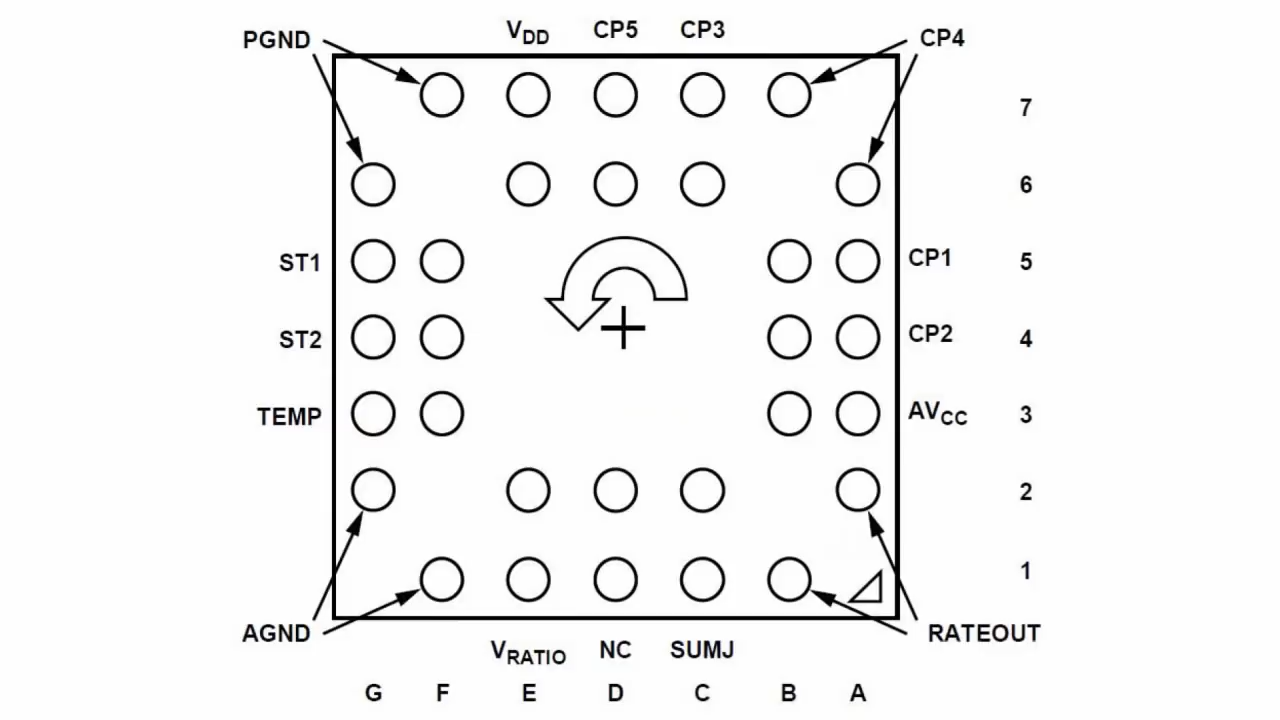 PGND VDD CP5 CP3 CP4
7
6
ST1 CP1 5
ST2 CP2 4
TEMP AVCC 3
2
1
AGND RATEOUT
VRATIO NC SUMJ
G F E D C B A